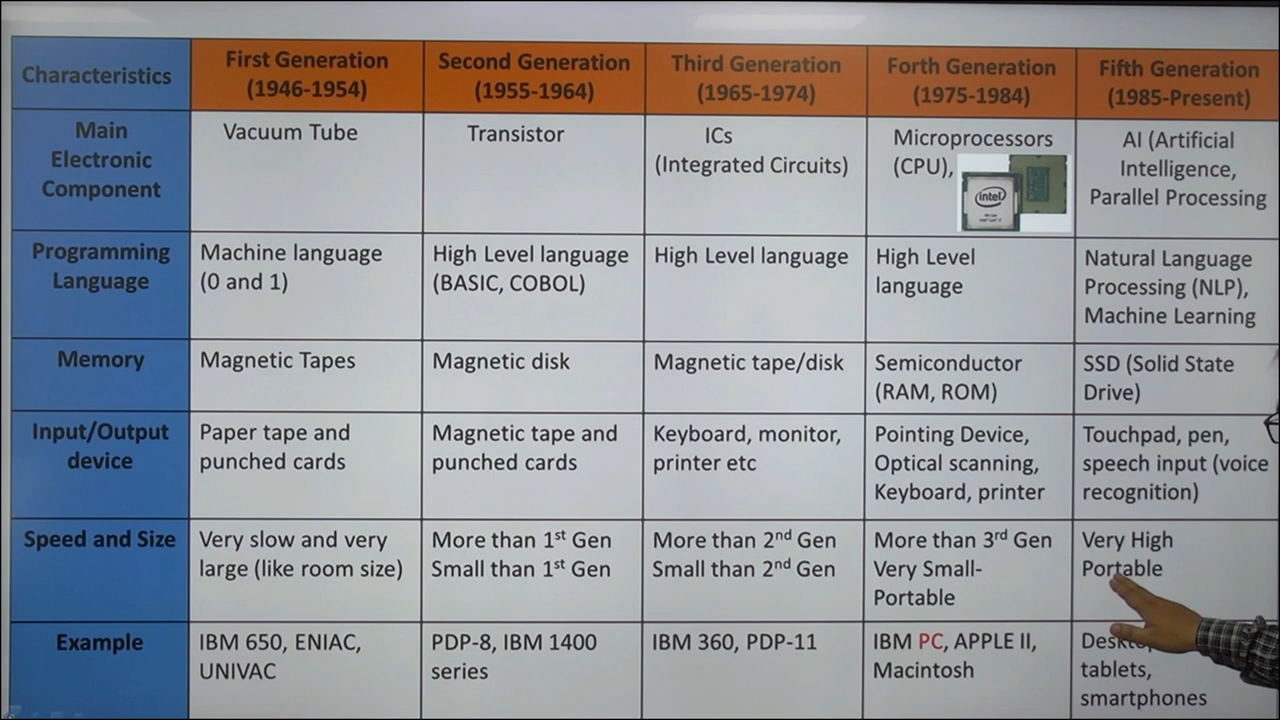 Characteristics
First Generation
(1946-1954)
Second Generation
(1955-1964)
Third Generation
(1965-1974)
Forth Generation
(1975-1984)
Fifth Generation
(1985-Present)
Main
Electronic
Component
Vacuum Tube
Transistor
ICs
(Integrated Circuits)
Microprocessors
(CPU),
intel
AI (Artificial
Intelligence,
Parallel Processing
Programming
Language
Machine language
(0 and 1)
High Level language
(BASIC, COBOL)
High Level language
High Level
language
Natural Language
Processing (NLP),
Machine Learning
Memory
Magnetic Tapes
Magnetic disk
Magnetic tape/disk
Semiconductor
(RAM, ROM)
SSD (Solid State
Drive)
Input/Output
device
Paper tape and
punched cards
Magnetic tape and
punched cards
Keyboard, monitor,
printer etc
Pointing Device,
Optical scanning,
Keyboard, printer
Touchpad, pen,
speech input (voice
recognition)
Speed and Size
Very slow and very
large (like room size)
More than 1st Gen
Small than 1st Gen
More than 2nd Gen
Small than 2nd Gen
More than 3rd Gen
Very Small-
Portable
Very High
Portable
Example
IBM 650, ENIAC,
UNIVAC
PDP-8, IBM 1400
series
IBM 360, PDP-11
IBM PC, APPLE II,
Macintosh
tablets,
smartphones